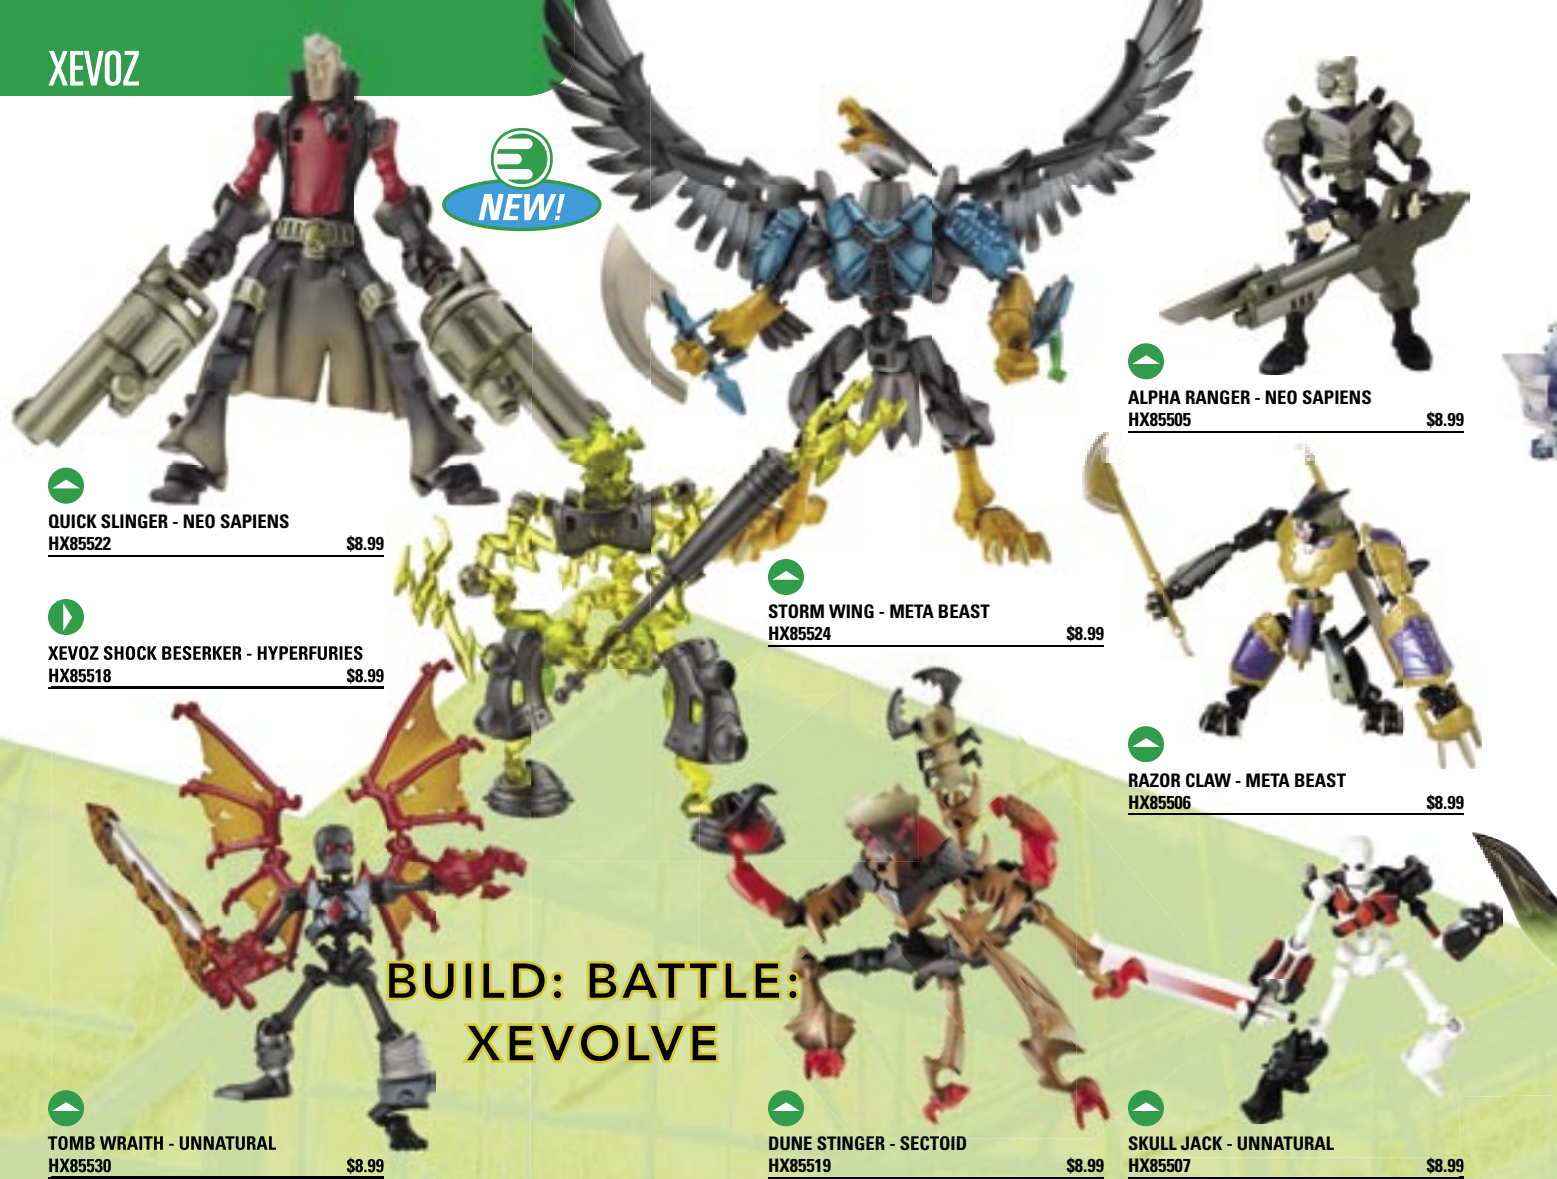 XEVOZ
NEW!
QUICK SLINGER - NEO SAPIENS
HX85522 $8.99
XEVOZ SHOCK BESERKER - HYPERFURIES
HX85518 $8.99
STORM WING - META BEAST
HX85524 $8.99
ALPHA RANGER - NEO SAPIENS
HX85505 $8.99
RAZOR CLAW - META BEAST
HX85506 $8.99
BUILD: BATTLE:
XEVOLVE
TOMB WRAITH - UNNATURAL
HX85530 $8.99
DUNE STINGER - SECTOID
HX85519 $8.99
SKULL JACK - UNNATURAL
HX85507 $8.99